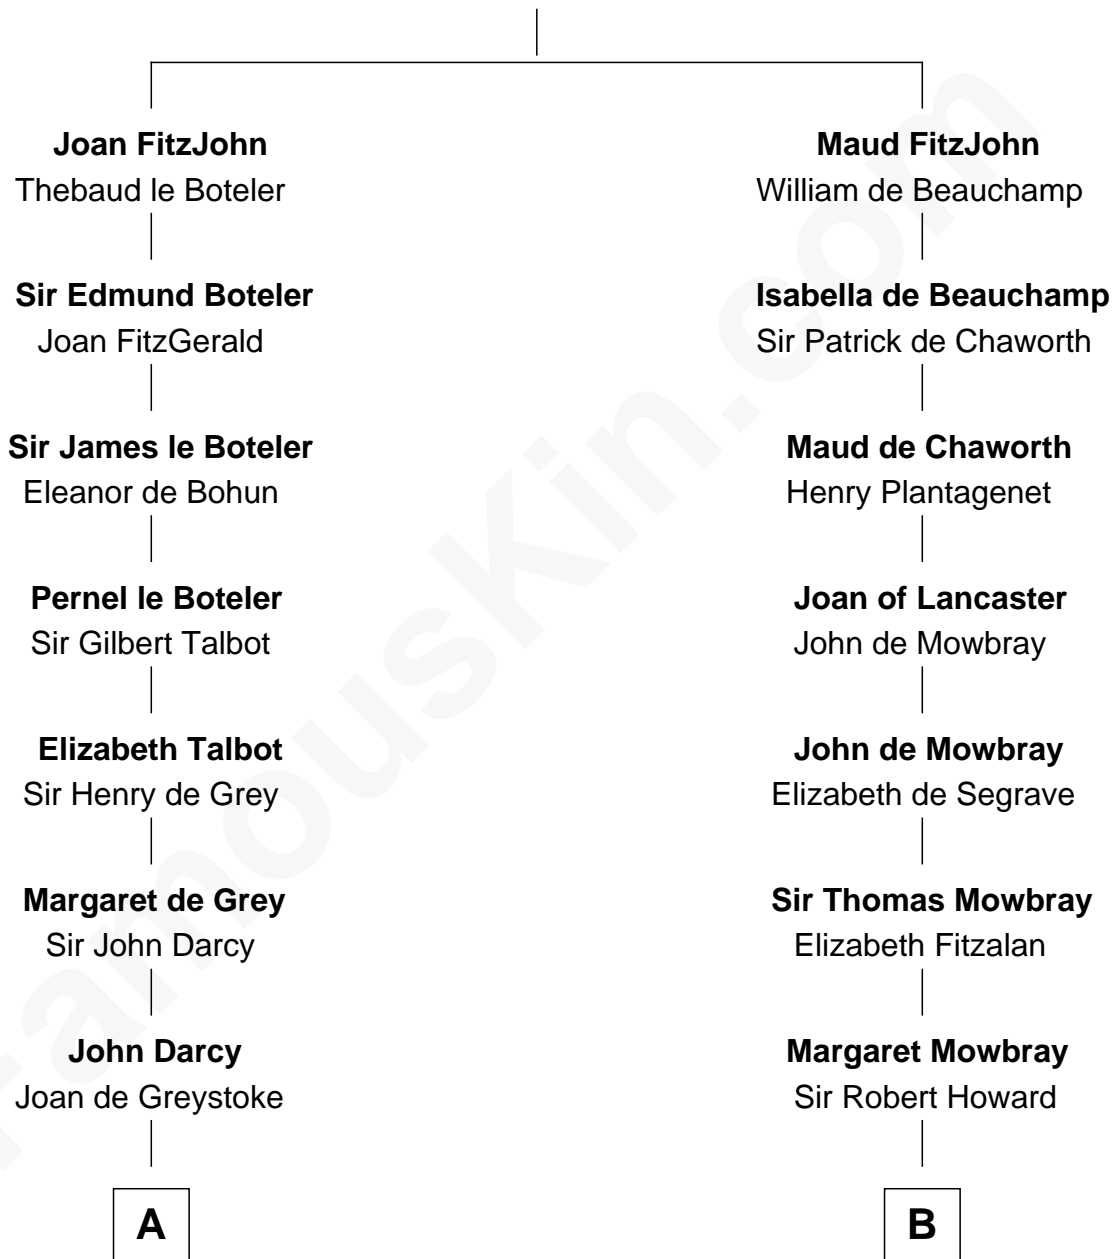 Joan FitzJohn
Thebaud le Boteler
Sir Edmund Boteler
Joan FitzGerald
Sir James le Boteler
Eleanor de Bohun
Pernel le Boteler
Sir Gilbert Talbot
Elizabeth Talbot
Sir Henry de Grey
Margaret de Grey
Sir John Darcy
John Darcy
Joan de Greystoke
A
Maud FitzJohn
William de Beauchamp
Isabella de Beauchamp
Sir Patrick de Chaworth
Maud de Chaworth
Henry Plantagenet
Joan of Lancaster
John de Mowbray
John de Mowbray
Elizabeth de Segrave
Sir Thomas Mowbray
Elizabeth Fitzalan
Margaret Mowbray
Sir Robert Howard
B
FamousKin.com